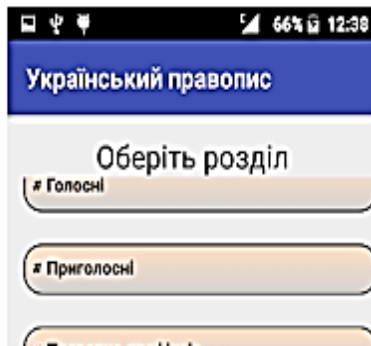 66% 12:38
Український правопис
Оберіть розділ
# Голосні
# Приголосні